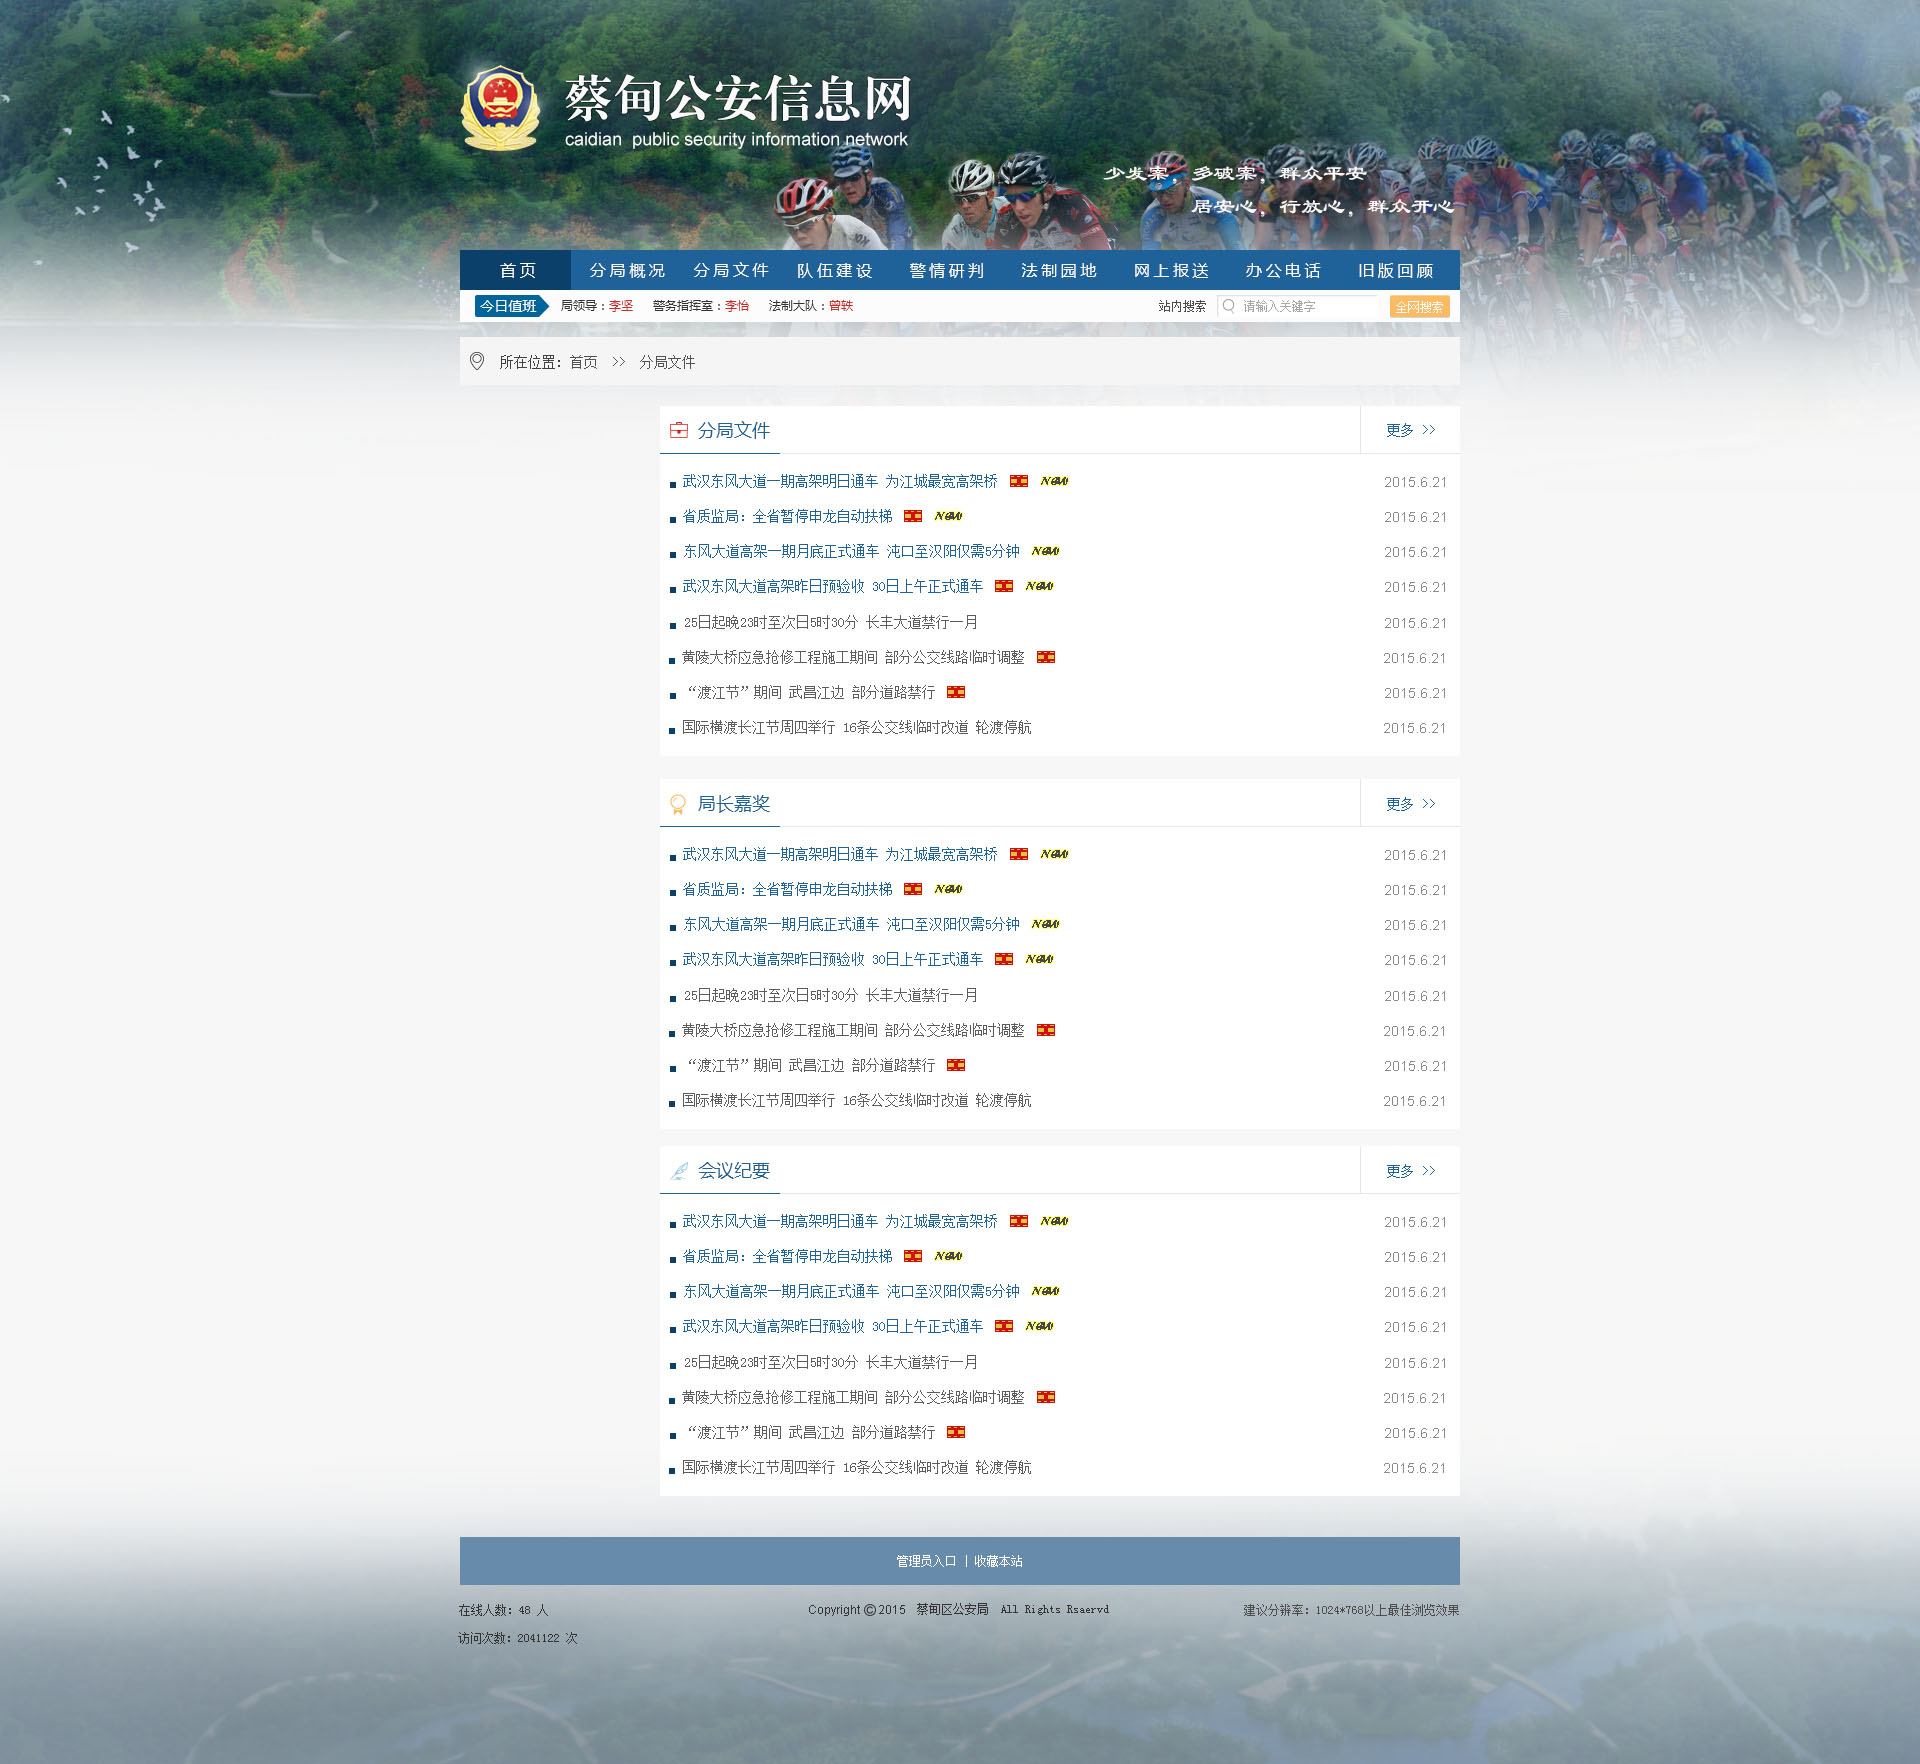 蔡甸公安信息网
caidian public security information network
少发案，多破案，群众平安
居安心，行放心，群众开心
首页 分局概况 分局文件 队伍建设 警情研判 法制园地 网上报送 办公电话 旧版回顾
今日值班 局领导：李坚 警务指挥室：李怡 法制大队：曾轶 站内搜索 请输入关键字 全网搜索
所在位置：首页 >> 分局文件
分局文件 更多 >>
武汉东风大道一期高架明日通车 为江城最宽高架桥 NEW! 2015.6.21
省质监局：全省暂停申龙自动扶梯 NEW! 2015.6.21
东风大道高架一期月底正式通车 沌口至汉阳仅需5分钟 NEW! 2015.6.21
武汉东风大道高架昨日预验收 30日上午正式通车 NEW! 2015.6.21
25日起晚23时至次日5时30分 长丰大道禁行一月 2015.6.21
黄陵大桥应急抢修工程施工期间 部分公交线路临时调整 2015.6.21
“渡江节”期间 武昌江边 部分道路禁行 2015.6.21
国际横渡长江节周四举行 16条公交线临时改道 轮渡停航 2015.6.21
局长嘉奖 更多 >>
武汉东风大道一期高架明日通车 为江城最宽高架桥 NEW! 2015.6.21
省质监局：全省暂停申龙自动扶梯 NEW! 2015.6.21
东风大道高架一期月底正式通车 沌口至汉阳仅需5分钟 NEW! 2015.6.21
武汉东风大道高架昨日预验收 30日上午正式通车 NEW! 2015.6.21
25日起晚23时至次日5时30分 长丰大道禁行一月 2015.6.21
黄陵大桥应急抢修工程施工期间 部分公交线路临时调整 2015.6.21
“渡江节”期间 武昌江边 部分道路禁行 2015.6.21
国际横渡长江节周四举行 16条公交线临时改道 轮渡停航 2015.6.21
会议纪要 更多 >>
武汉东风大道一期高架明日通车 为江城最宽高架桥 NEW! 2015.6.21
省质监局：全省暂停申龙自动扶梯 NEW! 2015.6.21
东风大道高架一期月底正式通车 沌口至汉阳仅需5分钟 NEW! 2015.6.21
武汉东风大道高架昨日预验收 30日上午正式通车 NEW! 2015.6.21
25日起晚23时至次日5时30分 长丰大道禁行一月 2015.6.21
黄陵大桥应急抢修工程施工期间 部分公交线路临时调整 2015.6.21
“渡江节”期间 武昌江边 部分道路禁行 2015.6.21
国际横渡长江节周四举行 16条公交线临时改道 轮渡停航 2015.6.21
管理员入口 | 收藏本站
在线人数：48 人 Copyright © 2015 蔡甸区公安局 All Rights Rsaervd 建议分辨率：1024*768以上最佳浏览效果
访问次数：2041122 次